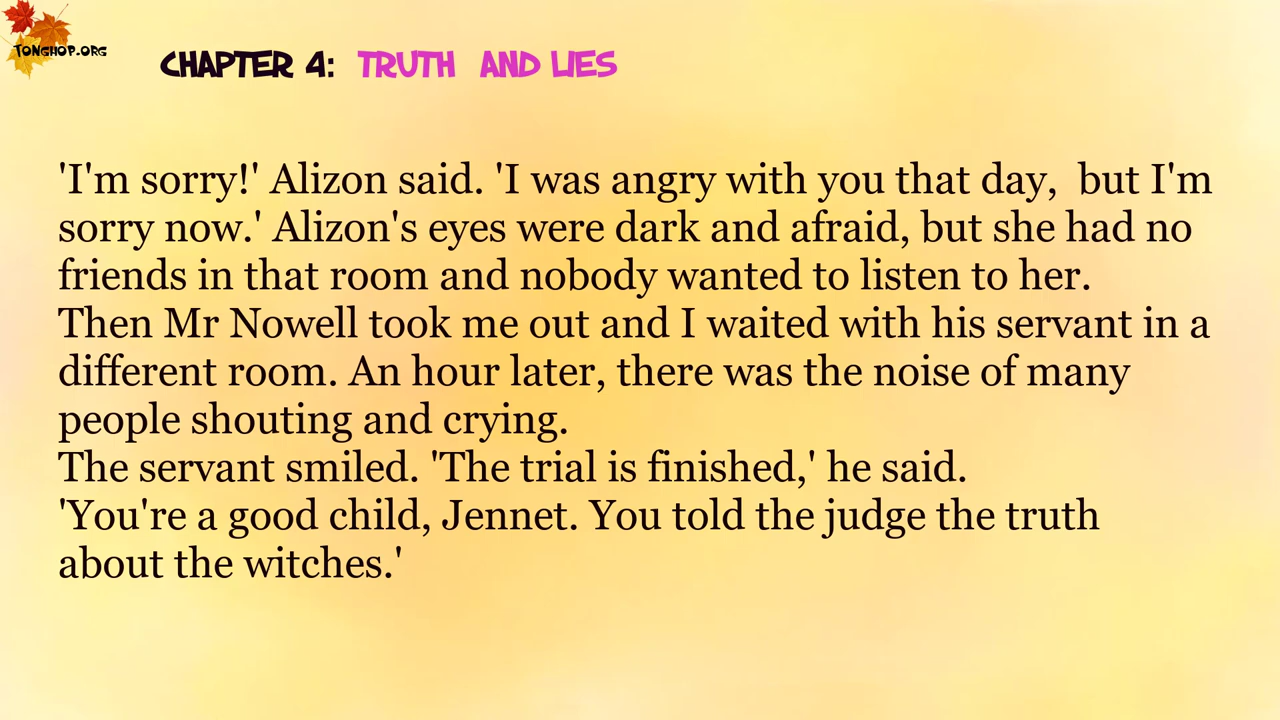 TONGHOP.ORG
CHAPTER 4: TRUTH AND LIES
'I'm sorry!' Alizon said. 'I was angry with you that day, but I'm
sorry now.' Alizon's eyes were dark and afraid, but she had no
friends in that room and nobody wanted to listen to her.
Then Mr Nowell took me out and I waited with his servant in a
different room. An hour later, there was the noise of many
people shouting and crying.
The servant smiled. 'The trial is finished,' he said.
'You're a good child, Jennet. You told the judge the truth
about the witches.'